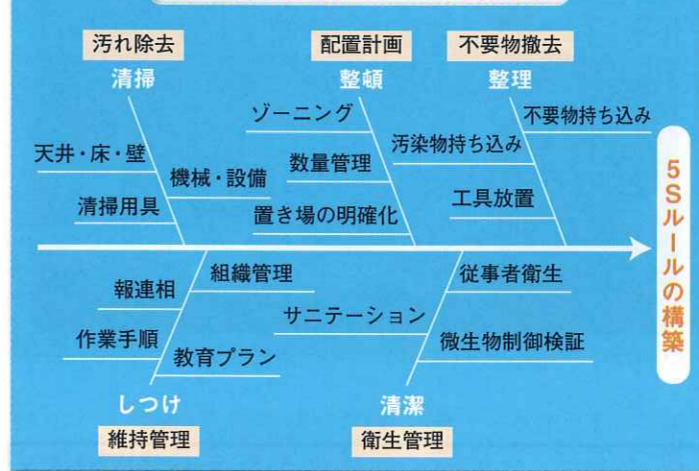 汚れ除去
配置計画
不要物撤去
清掃
整頓
整理
ゾーニング
不要物持ち込み
天井・床・壁
汚染物持ち込み
機械・設備
数量管理
清掃用具
置き場の明確化
工具放置
5Sルールの構築
報連相
組織管理
従事者衛生
サニテーション
作業手順
教育プラン
微生物制御検証
しつけ
清潔
維持管理
衛生管理